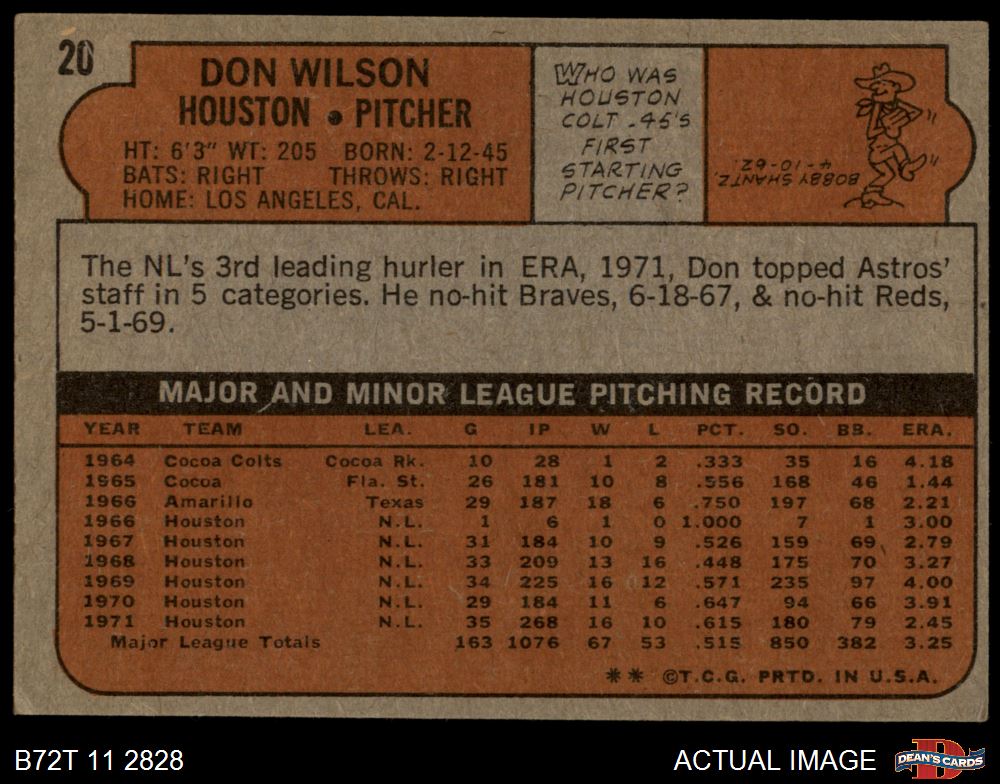 20
DON WILSON
HOUSTON • PITCHER
HT: 6'3" WT: 205 BORN: 2-12-45
BATS: RIGHT THROWS: RIGHT
HOME: LOS ANGELES, CAL.
WHO WAS
HOUSTON
COLT .45'S
FIRST
STARTING
PITCHER?
BOBBY SHANTZ,
4-10-62.
The NL's 3rd leading hurler in ERA, 1971, Don topped Astros'
staff in 5 categories. He no-hit Braves, 6-18-67, & no-hit Reds,
5-1-69.
MAJOR AND MINOR LEAGUE PITCHING RECORD
YEAR TEAM LEA. G IP W L PCT. SO. BB. ERA.
1964 Cocoa Colts Cocoa Rk. 10 28 1 2 .333 35 16 4.18
1965 Cocoa Fla. St. 26 181 10 8 .556 168 46 1.44
1966 Amarillo Texas 29 187 18 6 .750 197 68 2.21
1966 Houston N.L. 1 6 1 0 1.000 7 1 3.00
1967 Houston N.L. 31 184 10 9 .526 159 69 2.79
1968 Houston N.L. 33 209 13 16 .448 175 70 3.27
1969 Houston N.L. 34 225 16 12 .571 235 97 4.00
1970 Houston N.L. 29 184 11 6 .647 94 66 3.91
1971 Houston N.L. 35 268 16 10 .615 180 79 2.45
Major League Totals 163 1076 67 53 .515 850 382 3.25
** ©T.C.G. PRTD. IN U.S.A.
B72T 11 2828 ACTUAL IMAGE DEAN'S CARDS